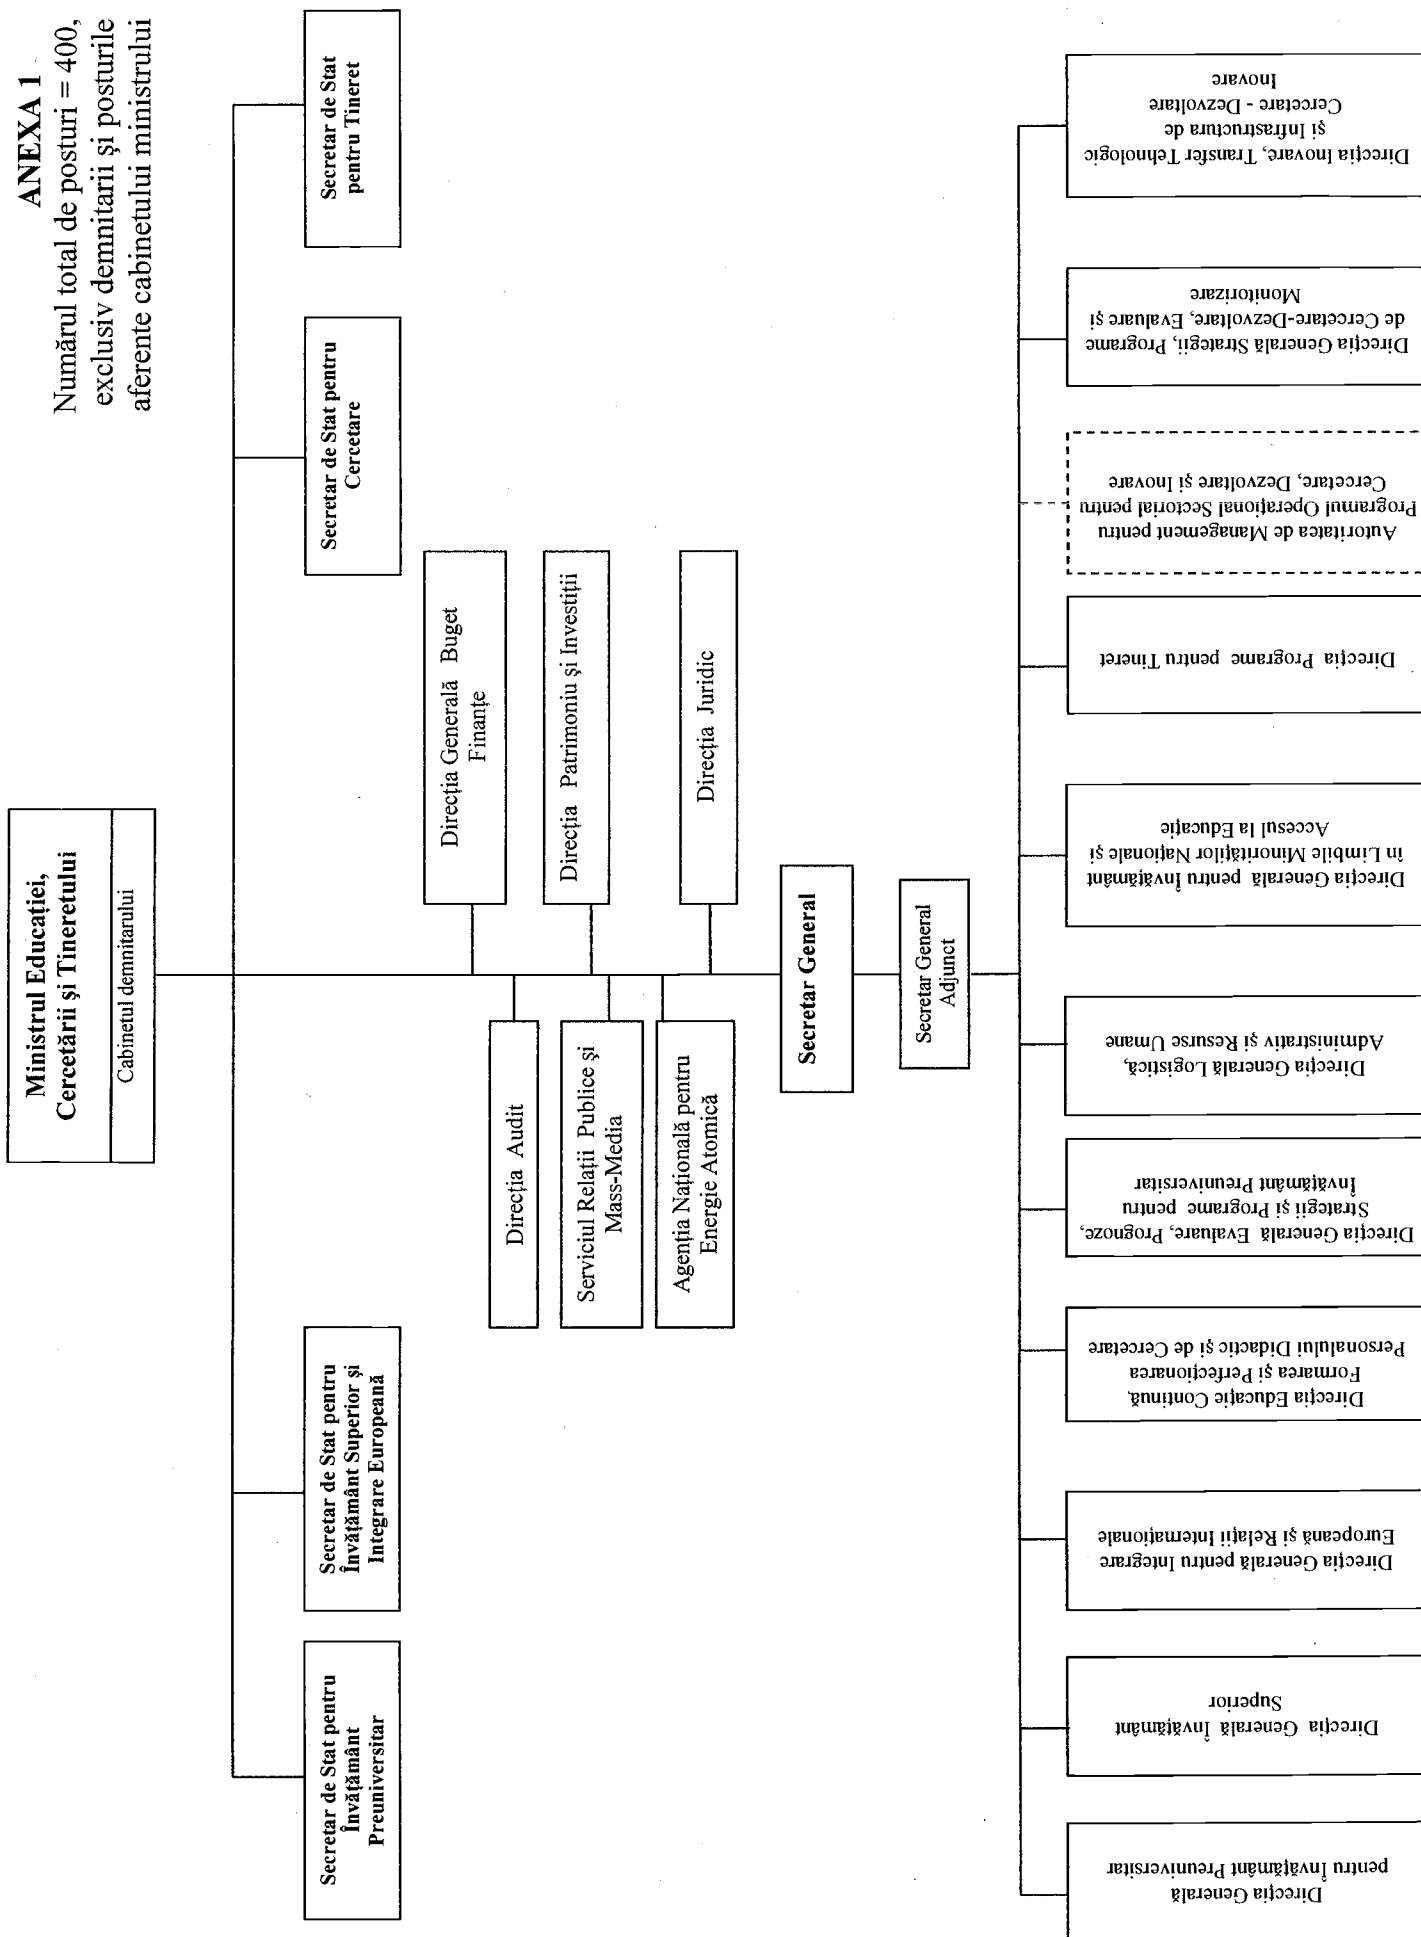 ANEXA 1
Numărul total de posturi = 400,
exclusiv demnitarii şi posturile
aferente cabinetului ministrului
Ministrul Educaţiei,
Cercetării şi Tineretului
Cabinetul demnitarului
Secretar de Stat pentru
Învăţământ
Preuniversitar
Secretar de Stat pentru
Învăţământ Superior şi
Integrare Europeană
Secretar de Stat pentru
Cercetare
Secretar de Stat
pentru Tineret
Direcţia Audit
Serviciul Relaţii Publice şi
Mass-Media
Agenţia Naţională pentru
Energie Atomică
Direcţia Generală Buget
Finanţe
Direcţia Patrimoniu şi Investiţii
Direcţia Juridic
Secretar General
Secretar General
Adjunct
Direcţia Generală
pentru Învăţământ Preuniversitar
Direcţia Generală Învăţământ
Superior
Direcţia Generală pentru Integrare
Europeană şi Relaţii Internaţionale
Direcţia Educaţie Continuă,
Formarea şi Perfecţionarea
Personalului Didactic şi de Cercetare
Direcţia Generală Evaluare, Prognoze,
Strategii şi Programe pentru
Învăţământ Preuniversitar
Direcţia Generală Logistică,
Administrativ şi Resurse Umane
Direcţia Generală pentru Învăţământ
în Limbile Minorităţilor Naţionale şi
Accesul la Educaţie
Direcţia Programe pentru Tineret
Autoritatea de Management pentru
Programul Operaţional Sectorial pentru
Cercetare, Dezvoltare şi Inovare
Direcţia Generală Strategii, Programe
de Cercetare-Dezvoltare, Evaluare şi
Monitorizare
Direcţia Inovare, Transfer Tehnologic
şi Infrastructura de
Cercetare - Dezvoltare
Inovare